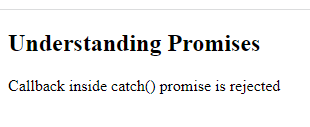 Understanding Promises
Callback inside catch() promise is rejected